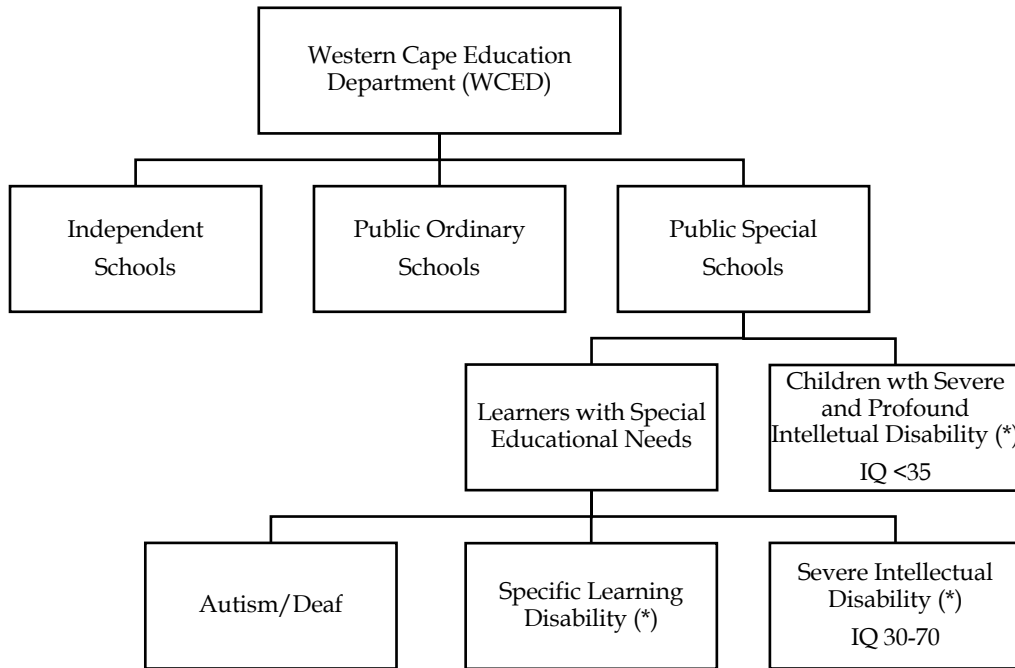 Western Cape Education
Department (WCED)
Independent
Schools
Public Ordinary
Schools
Public Special
Schools
Learners with Special
Educational Needs
Children wth Severe
and Profound
Intelletual Disability (*)
IQ <35
Autism/Deaf
Specific Learning
Disability (*)
Severe Intellectual
Disability (*)
IQ 30-70